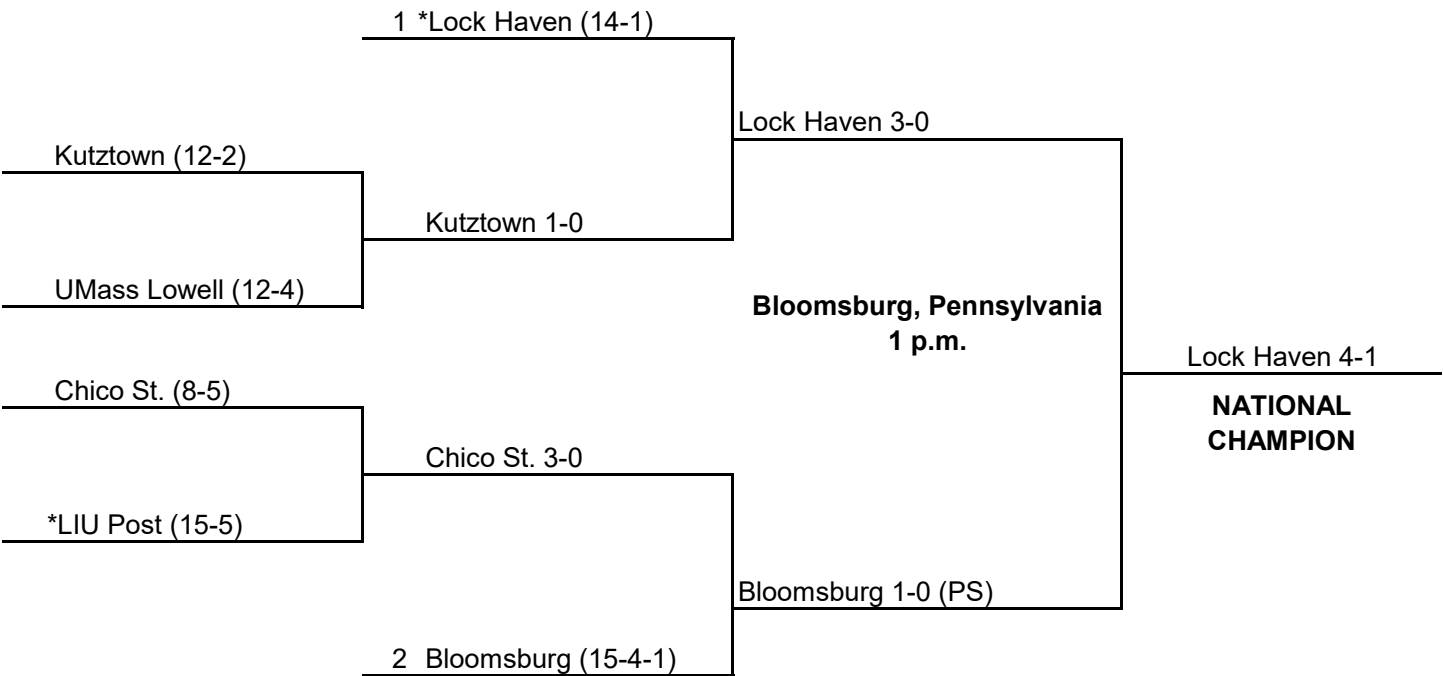 1 *Lock Haven (14-1)
Lock Haven 3-0
Kutztown (12-2)
Kutztown 1-0
UMass Lowell (12-4)
Bloomsburg, Pennsylvania
1 p.m.
Lock Haven 4-1
Chico St. (8-5)
NATIONAL
CHAMPION
Chico St. 3-0
*LIU Post (15-5)
Bloomsburg 1-0 (PS)
2 Bloomsburg (15-4-1)